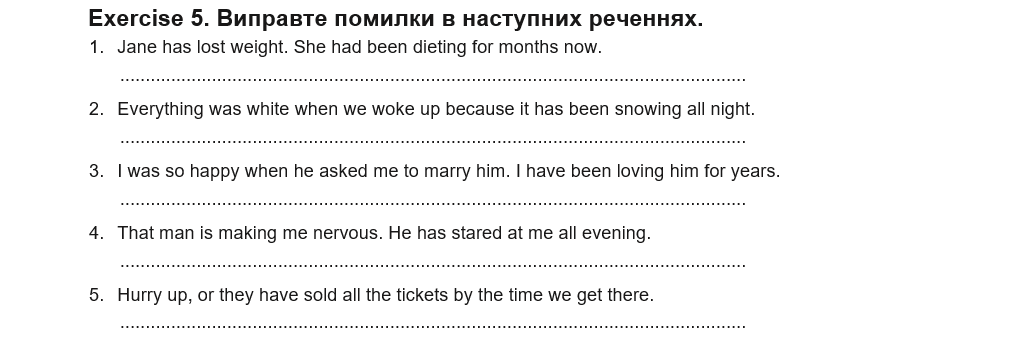 Exercise 5. Виправте помилки в наступних реченнях.
1. Jane has lost weight. She had been dieting for months now.
....................................................................................................................................
2. Everything was white when we woke up because it has been snowing all night.
....................................................................................................................................
3. I was so happy when he asked me to marry him. I have been loving him for years.
....................................................................................................................................
4. That man is making me nervous. He has stared at me all evening.
....................................................................................................................................
5. Hurry up, or they have sold all the tickets by the time we get there.
....................................................................................................................................